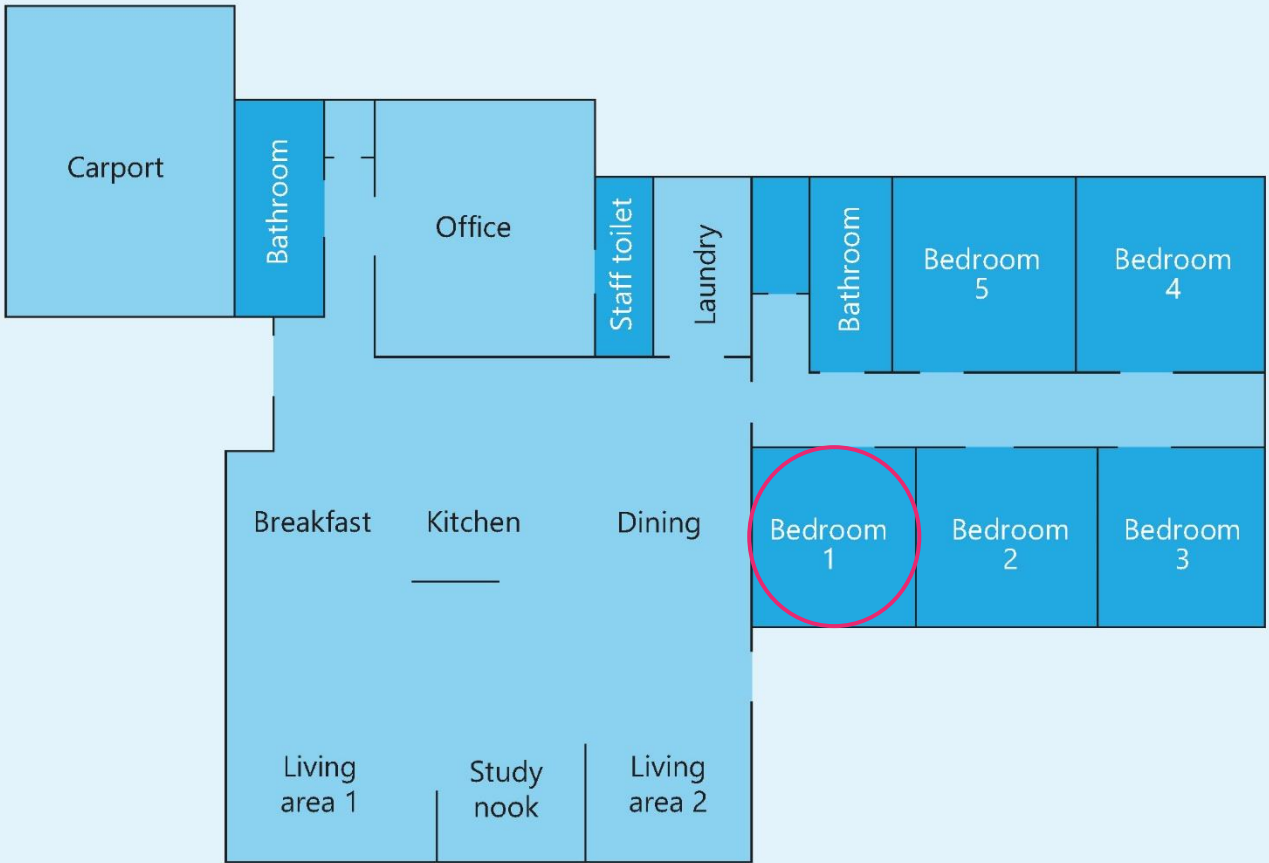 Carport
Bathroom
Office
Staff toilet
Laundry
Bathroom
Bedroom
5
Bedroom
4
Breakfast
Kitchen
Dining
Bedroom
1
Bedroom
2
Bedroom
3
Living
area 1
Study
nook
Living
area 2